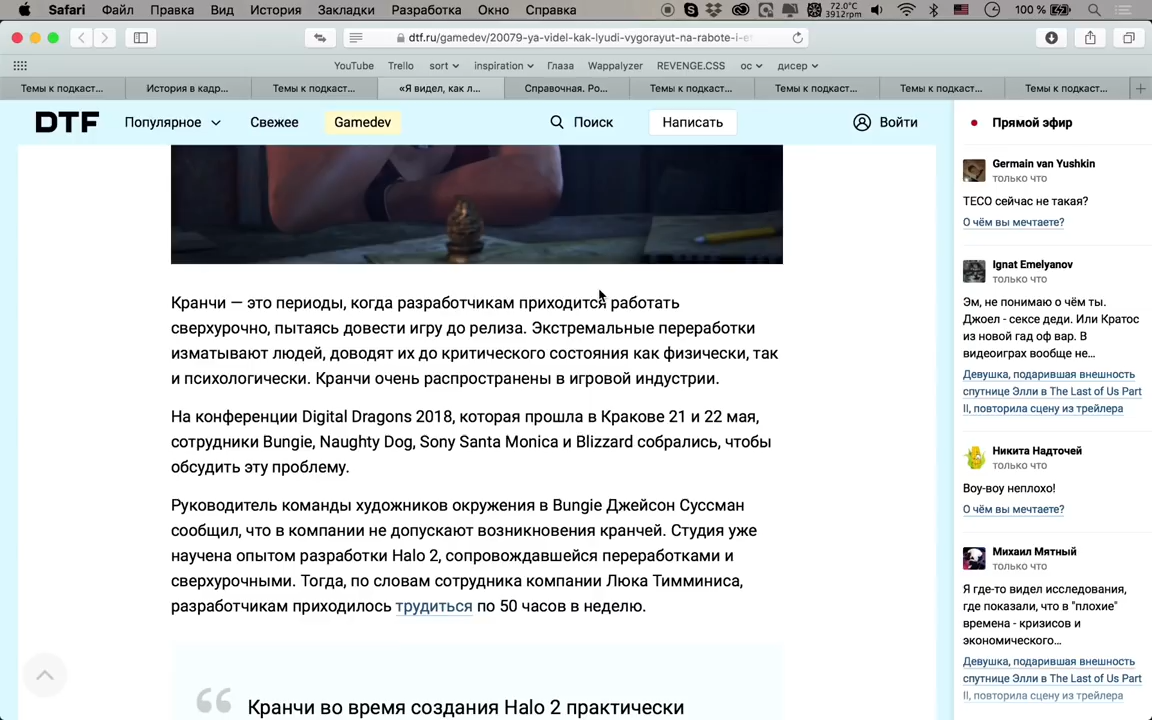 Safari Файл Правка Вид История Закладки Разработка Окно Справка 72.0°C 3912rpm 100 %
dtf.ru/gamedev/20079-ya-videl-kak-lyudi-vygorayut-na-rabote-i-e
YouTube Trello sort inspiration Глаза Wappalyzer REVENGE.CSS ос дисер
Темы к подкаст... История в кадр... Темы к подкаст... «Я видел, как л... Справочная. Ро... Темы к подкаст... Темы к подкаст... Темы к подкаст... Темы к подкаст...
DTF Популярное Свежее Gamedev Поиск Написать Войти
Кранчи — это периоды, когда разработчикам приходится работать
сверхурочно, пытаясь довести игру до релиза. Экстремальные переработки
изматывают людей, доводят их до критического состояния как физически, так
и психологически. Кранчи очень распространены в игровой индустрии.
На конференции Digital Dragons 2018, которая прошла в Кракове 21 и 22 мая,
сотрудники Bungie, Naughty Dog, Sony Santa Monica и Blizzard собрались, чтобы
обсудить эту проблему.
Руководитель команды художников окружения в Bungie Джейсон Суссман
сообщил, что в компании не допускают возникновения кранчей. Студия уже
научена опытом разработки Halo 2, сопровождавшейся переработками и
сверхурочными. Тогда, по словам сотрудника компании Люка Тимминиса,
разработчикам приходилось трудиться по 50 часов в неделю.
Кранчи во время создания Halo 2 практически
Прямой эфир
Germain van Yushkin
только что
ТЕСО сейчас не такая?
О чём вы мечтаете?
Ignat Emelyanov
только что
Эм, не понимаю о чём ты.
Джоел - сексе деди. Или Кратос
из новой гад оф вар. В
видеоиграх вообще не...
Девушка, подарившая внешность
спутнице Элли в The Last of Us Part
II, повторила сцену из трейлера
Никита Надточей
только что
Воу-воу неплохо!
О чём вы мечтаете?
Михаил Мятный
только что
Я где-то видел исследования,
где показали, что в "плохие"
времена - кризисов и
экономического...
Девушка, подарившая внешность
спутнице Элли в The Last of Us Part
II, повторила сцену из трейлера